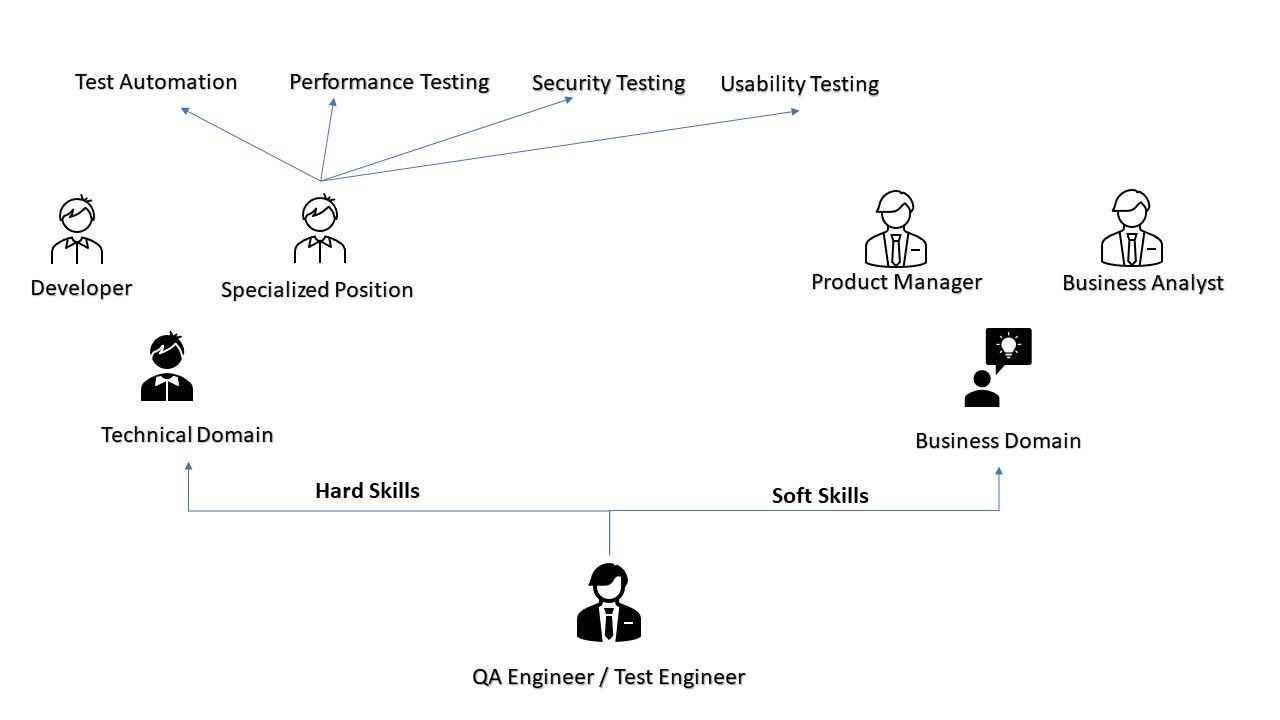 Test Automation
Performance Testing
Security Testing
Usability Testing
Developer
Specialized Position
Product Manager
Business Analyst
Technical Domain
Business Domain
Hard Skills
Soft Skills
QA Engineer / Test Engineer